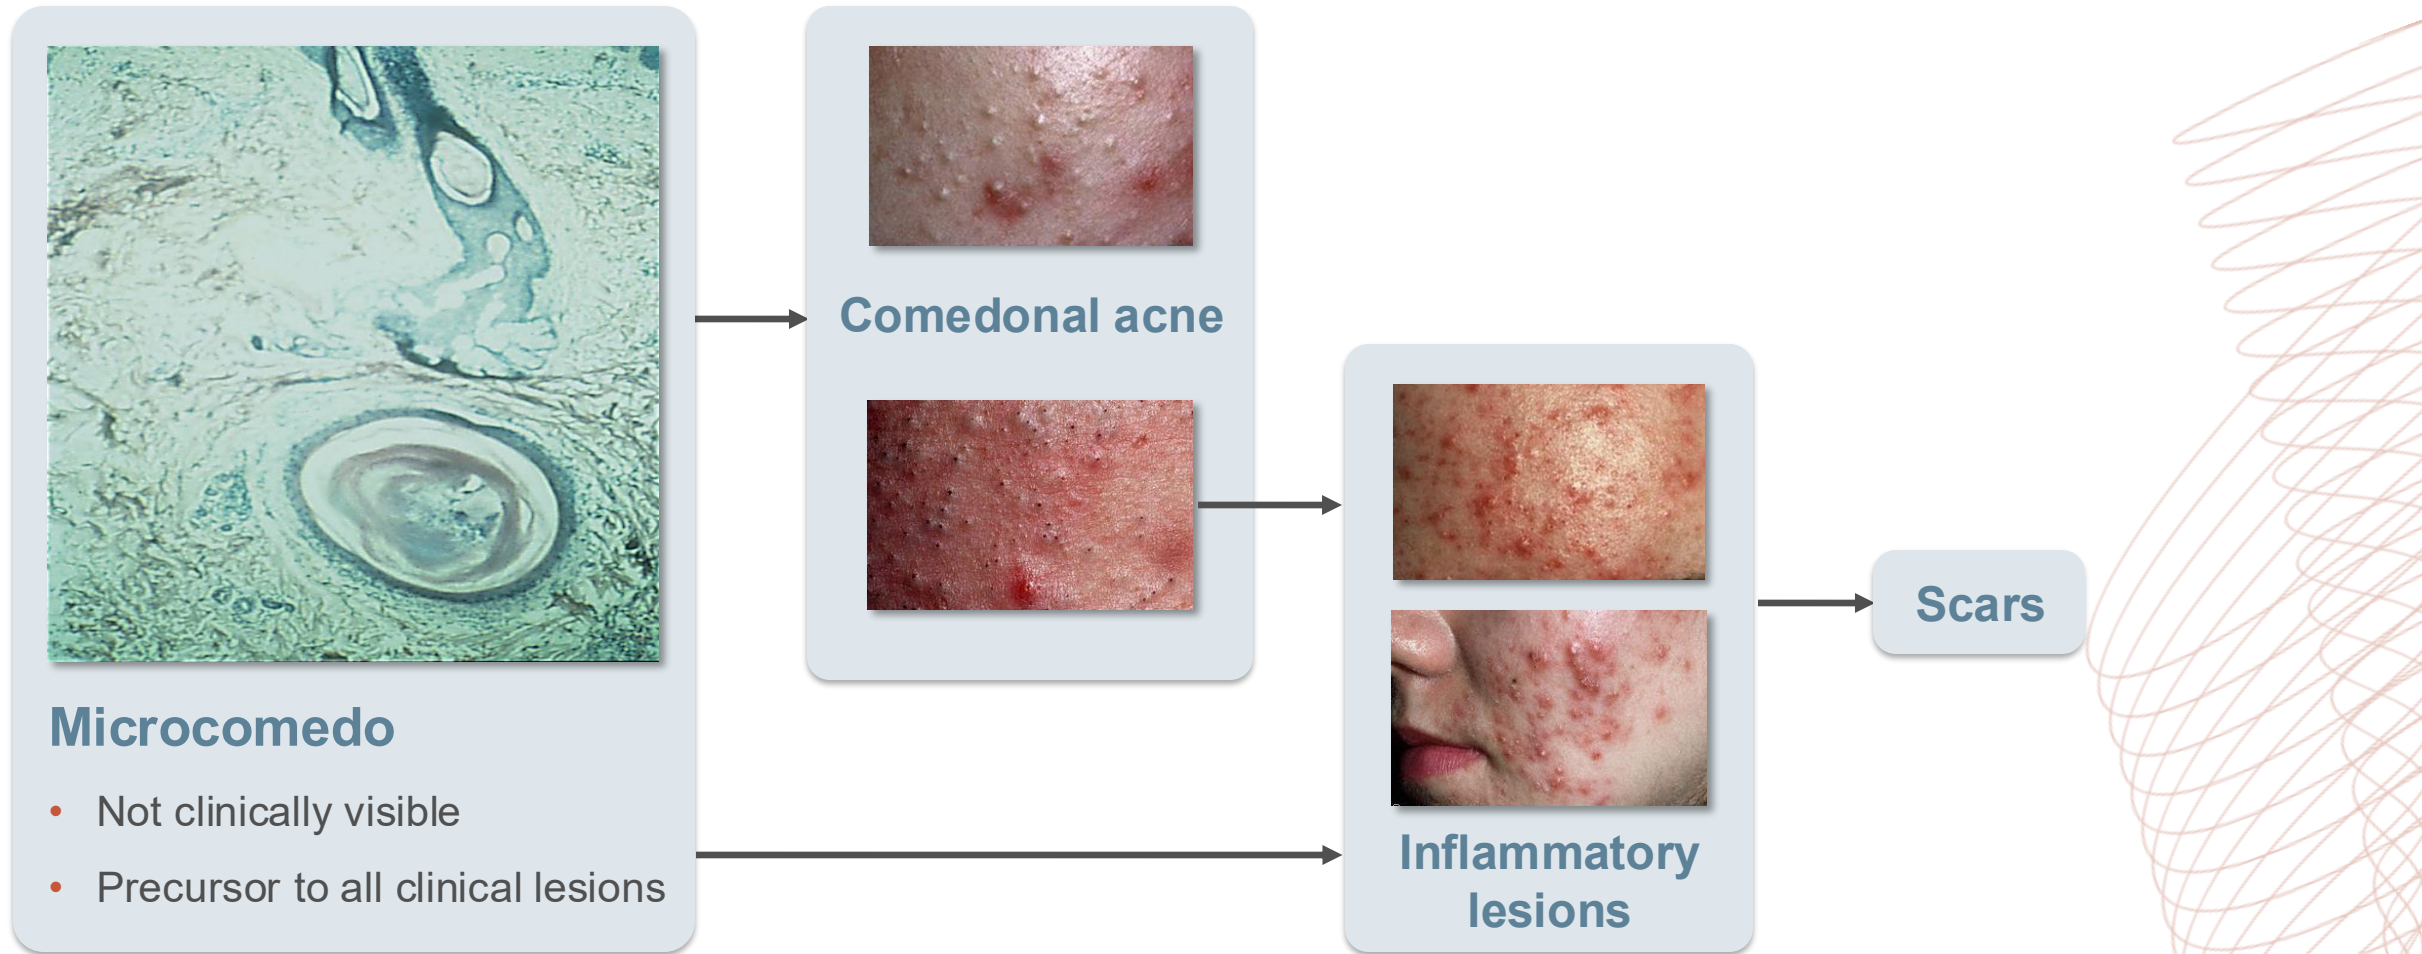 Comedonal acne
Microcomedo
• Not clinically visible
• Precursor to all clinical lesions
Inflammatory
lesions
Scars